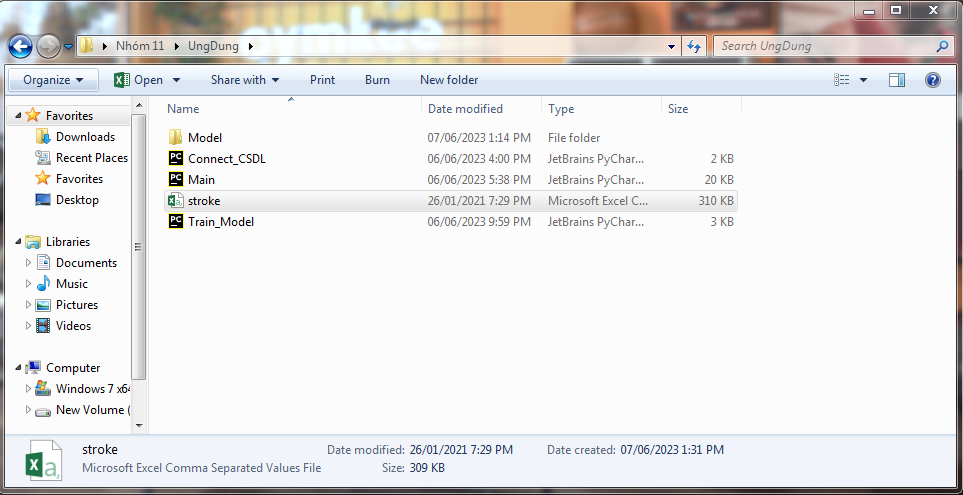 Nhóm 11 UngDung
Search UngDung
Organize Open Share with Print Burn New folder
Name Date modified Type Size
Favorites
Downloads
Recent Places
Favorites
Desktop
Libraries
Documents
Music
Pictures
Videos
Computer
Windows 7 x64
New Volume (
Model 07/06/2023 1:14 PM File folder
PC Connect_CSDL 06/06/2023 4:00 PM JetBrains PyChar... 2 KB
PC Main 06/06/2023 5:38 PM JetBrains PyChar... 20 KB
stroke 26/01/2021 7:29 PM Microsoft Excel C... 310 KB
PC Train_Model 06/06/2023 9:59 PM JetBrains PyChar... 3 KB
stroke Date modified: 26/01/2021 7:29 PM Date created: 07/06/2023 1:31 PM
Microsoft Excel Comma Separated Values File Size: 309 KB